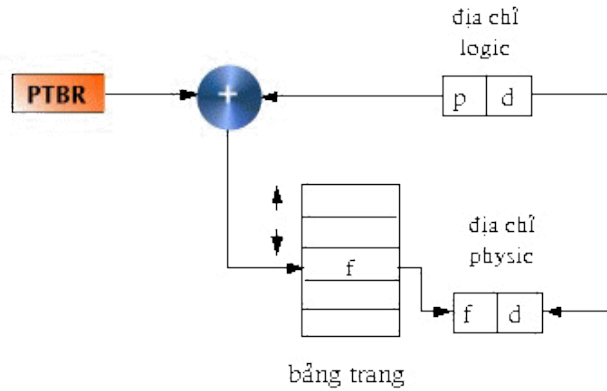 địa chỉ
logic
PTBR
+
p d
f
địa chỉ
physic
f d
bảng trang